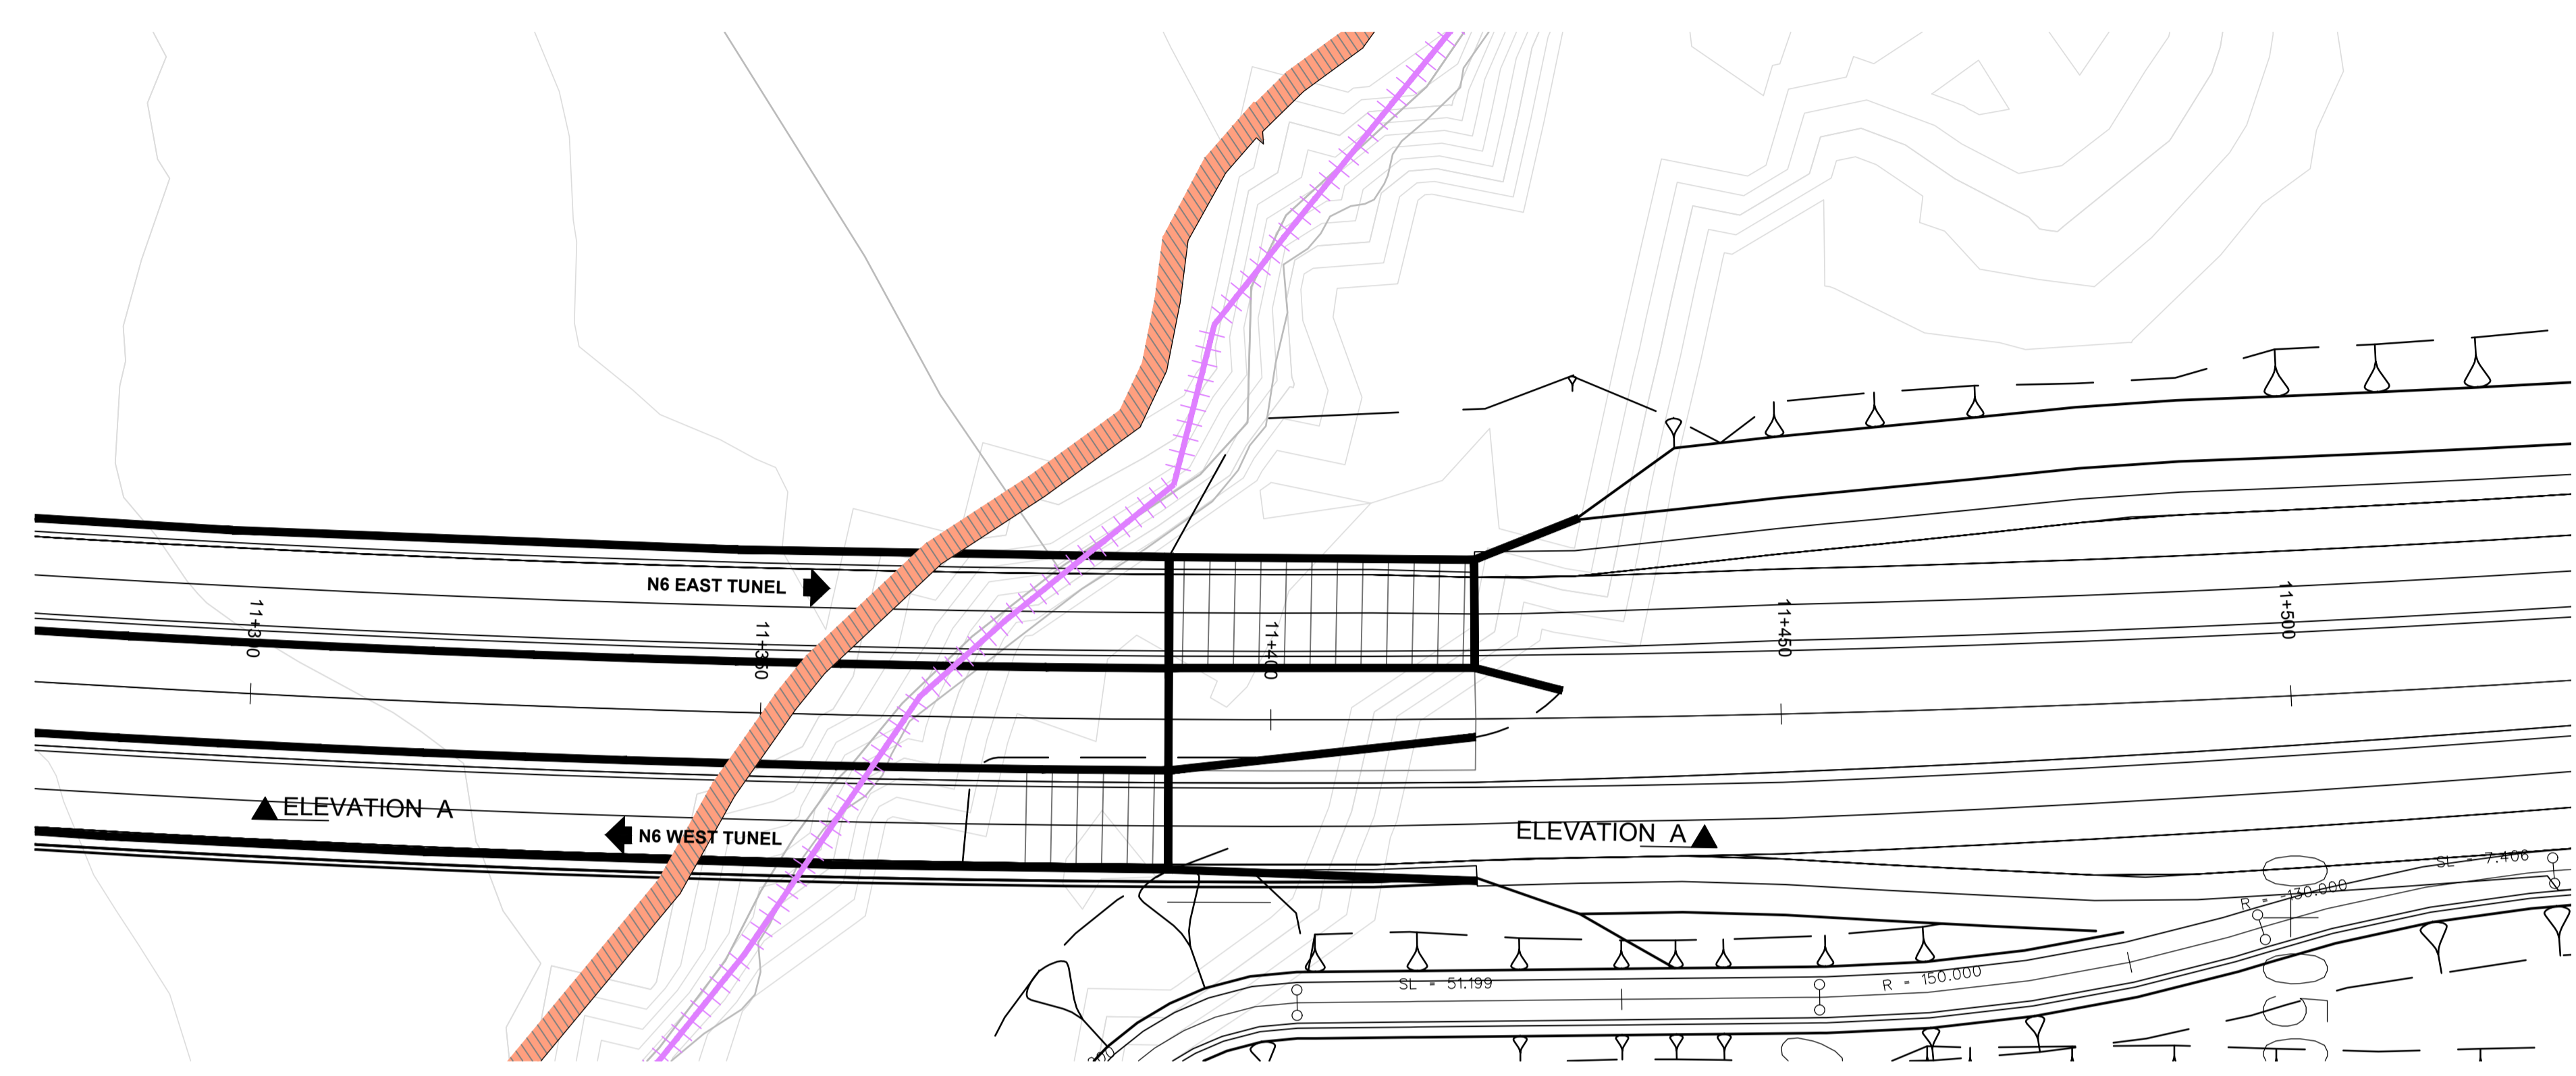 N6 EAST TUNEL
11+300
11+350
11+400
11+450
11+500
ELEVATION A
N6 WEST TUNEL
ELEVATION A
SL - 7.406
R = -130.000
SL - 51.199
R = 150.000